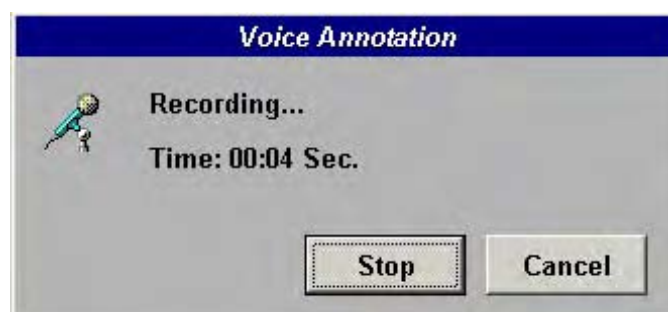 Voice Annotation
Recording...
Time: 00:04 Sec.
Stop
Cancel